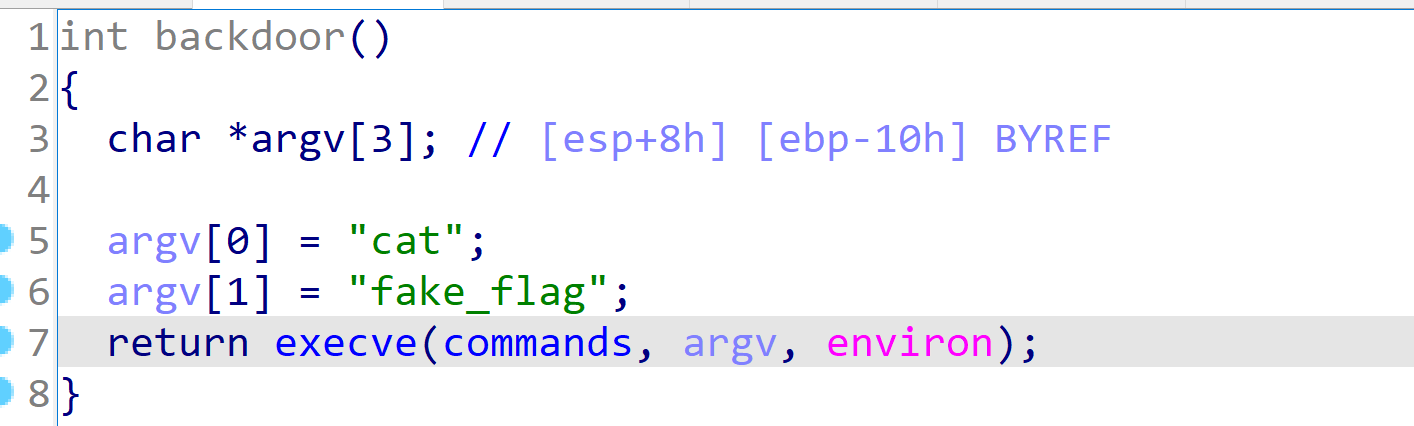 1 int backdoor()
2 {
3   char *argv[3]; // [esp+8h] [ebp-10h] BYREF
4
5   argv[0] = "cat";
6   argv[1] = "fake_flag";
7   return execve(commands, argv, environ);
8 }